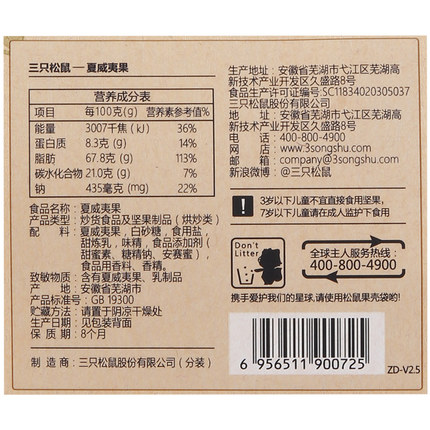 三只松鼠 — 夏威夷果
营养成分表
项目 每100克(g) 营养素参考值%
能量 3007千焦(kJ) 36%
蛋白质 8.3克(g) 14%
脂肪 67.8克(g) 113%
碳水化合物 21.0克(g) 7%
钠 435毫克(mg) 22%
食品名称：夏威夷果
产品类型：炒货食品及坚果制品（烘炒类）
配料：夏威夷果，白砂糖，食用盐，
甜炼乳，味精，食品添加剂（
甜蜜素、糖精钠、安赛蜜），
食品用香料、香精。
致敏物质：含有夏威夷果、乳制品
产地：安徽省芜湖市
产品标准号：GB 19300
贮藏方法：请置于阴凉干燥处
生产日期：见包装背面
保质期：8个月
制造商：三只松鼠股份有限公司（分装）
生产地址：安徽省芜湖市弋江区芜湖高
新技术产业开发区久盛路8号
食品生产许可证编号:SC11834020305037
三只松鼠股份有限公司
地址：安徽省芜湖市弋江区芜湖高
新技术产业开发区久盛路8号
电话：400-800-4900
网站：www.3songshu.com
邮箱：company@3songshu.com
新浪微博：@三只松鼠
! 3岁以下儿童不宜直接食用坚果，
7岁以下儿童请在成人监护下食用
Don't
Litter
全球主人服务热线：
400-800-4900
携手爱护我们的星球,请使用松鼠果壳袋哟!
6 956511 900725
ZD-V2.5